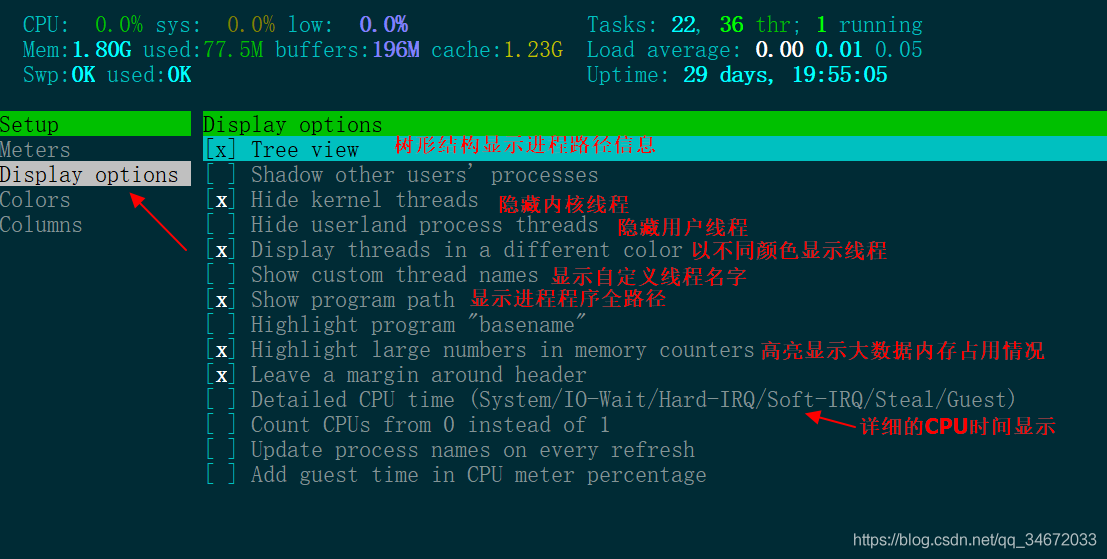 CPU: 0.0% sys: 0.0% low: 0.0% Tasks: 22, 36 thr; 1 running
Mem:1.80G used:77.5M buffers:196M cache:1.23G Load average: 0.00 0.01 0.05
Swp:0K used:0K Uptime: 29 days, 19:55:05
Setup Display options
Meters [x] Tree view 树形结构显示进程路径信息
Display options [ ] Shadow other users' processes
Colors [x] Hide kernel threads 隐藏内核线程
Columns [ ] Hide userland process threads 隐藏用户线程
[x] Display threads in a different color 以不同颜色显示线程
[ ] Show custom thread names 显示自定义线程名字
[x] Show program path 显示进程程序全路径
[ ] Highlight program "basename"
[x] Highlight large numbers in memory counters 高亮显示大数据内存占用情况
[x] Leave a margin around header
[ ] Detailed CPU time (System/IO-Wait/Hard-IRQ/Soft-IRQ/Steal/Guest)
[ ] Count CPUs from 0 instead of 1 详细的CPU时间显示
[ ] Update process names on every refresh
[ ] Add guest time in CPU meter percentage
https://blog.csdn.net/qq_34672033